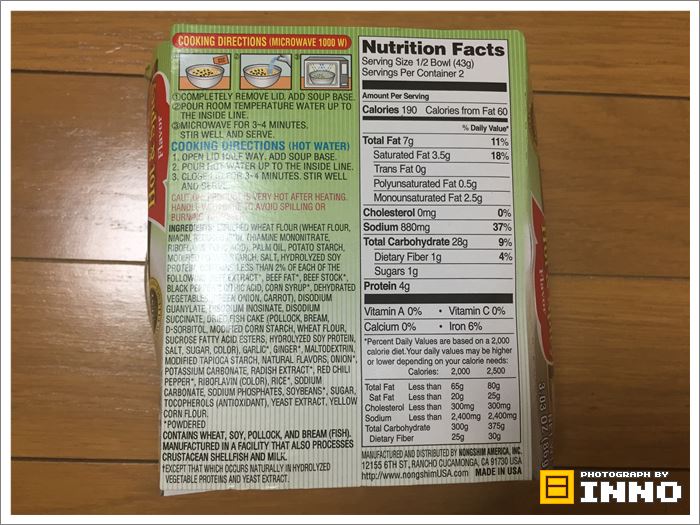 COOKING DIRECTIONS (MICROWAVE 1000 W)
①COMPLETELY REMOVE LID. ADD SOUP BASE.
②POUR ROOM TEMPERATURE WATER UP TO
THE INSIDE LINE.
③MICROWAVE FOR 3~4 MINUTES.
STIR WELL AND SERVE.
COOKING DIRECTIONS (HOT WATER)
1. OPEN LID HALF WAY. ADD SOUP BASE.
2. POUR HOT WATER UP TO THE INSIDE LINE.
3. CLOSE LID FOR 3~4 MINUTES. STIR WELL
AND SERVE.
CAUTION: PRODUCT IS VERY HOT AFTER HEATING.
HANDLE TO AVOID SPILLING OR
BURNING
INGREDIENTS: ENRICHED WHEAT FLOUR (WHEAT FLOUR,
NIACIN, THIAMINE MONONITRATE,
PALM OIL, POTATO STARCH,
STARCH, SALT, HYDROLYZED SOY
PROTEIN, LESS THAN 2% OF EACH OF THE
EXTRACT*, BEEF FAT*, BEEF STOCK*,
BLACK CITRIC ACID, CORN SYRUP*, DEHYDRATED
VEGETABLES (GREEN ONION, CARROT), DISODIUM
GUANYLATE, DISODIUM INOSINATE, DISODIUM
SUCCINATE, DRIED FISH CAKE (POLLOCK, BREAM,
D-SORBITOL, MODIFIED CORN STARCH, WHEAT FLOUR,
SUCROSE FATTY ACID ESTERS, HYDROLYZED SOY PROTEIN,
SALT, SUGAR, COLOR), GARLIC*, GINGER*, MALTODEXTRIN,
MODIFIED TAPIOCA STARCH, NATURAL FLAVORS, ONION*,
POTASSIUM CARBONATE, RADISH EXTRACT*, RED CHILI
PEPPER*, RIBOFLAVIN (COLOR), RICE*, SODIUM
CARBONATE, SODIUM PHOSPHATES, SOYBEANS*, SUGAR,
TOCOPHEROLS (ANTIOXIDANT), YEAST EXTRACT, YELLOW
CORN FLOUR.
*POWDERED
CONTAINS WHEAT, SOY, POLLOCK, AND BREAM (FISH).
MANUFACTURED IN A FACILITY THAT ALSO PROCESSES
CRUSTACEAN SHELLFISH AND MILK.
†EXCEPT THAT WHICH OCCURS NATURALLY IN HYDROLYZED
VEGETABLE PROTEINS AND YEAST EXTRACT.
Nutrition Facts
Serving Size 1/2 Bowl (43g)
Servings Per Container 2
Amount Per Serving
Calories 190 Calories from Fat 60
% Daily Value*
Total Fat 7g 11%
Saturated Fat 3.5g 18%
Trans Fat 0g
Polyunsaturated Fat 0.5g
Monounsaturated Fat 2.5g
Cholesterol 0mg 0%
Sodium 880mg 37%
Total Carbohydrate 28g 9%
Dietary Fiber 1g 4%
Sugars 1g
Protein 4g
Vitamin A 0% • Vitamin C 0%
Calcium 0% • Iron 6%
*Percent Daily Values are based on a 2,000
calorie diet. Your daily values may be higher
or lower depending on your calorie needs:
Calories: 2,000 2,500
Total Fat Less than 65g 80g
Sat Fat Less than 20g 25g
Cholesterol Less than 300mg 300mg
Sodium Less than 2,400mg 2,400mg
Total Carbohydrate 300g 375g
Dietary Fiber 25g 30g
MANUFACTURED AND DISTRIBUTED BY NONGSHIM AMERICA, INC.
12155 6TH ST., RANCHO CUCAMONGA, CA 91730 USA
http://www.nongshimUSA.com MADE IN USA
Flavor
Flavor
3.03 OZ
PHOTOGRAPH BY
INNO